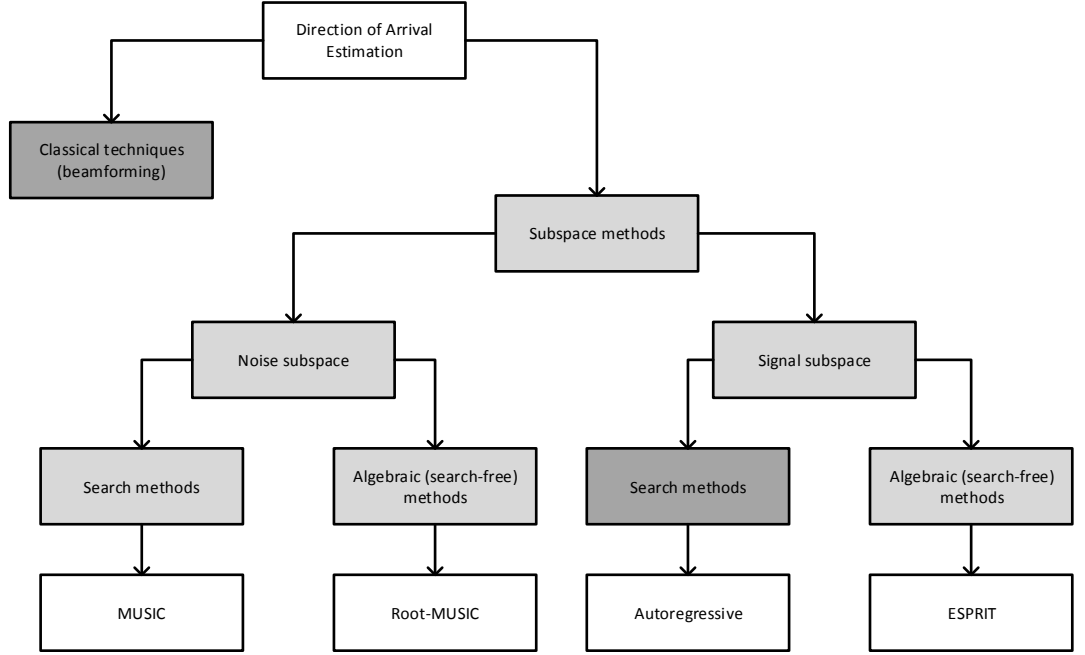 Direction of Arrival
Estimation
Classical techniques
(beamforming)
Subspace methods
Noise subspace
Signal subspace
Search methods
Algebraic (search-free)
methods
Search methods
Algebraic (search-free)
methods
MUSIC
Root-MUSIC
Autoregressive
ESPRIT